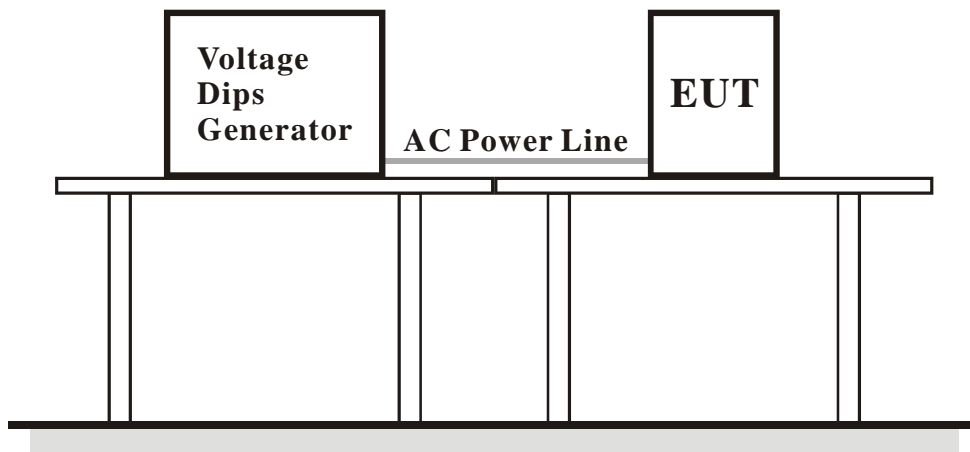 Voltage
Dips
Generator
EUT
AC Power Line